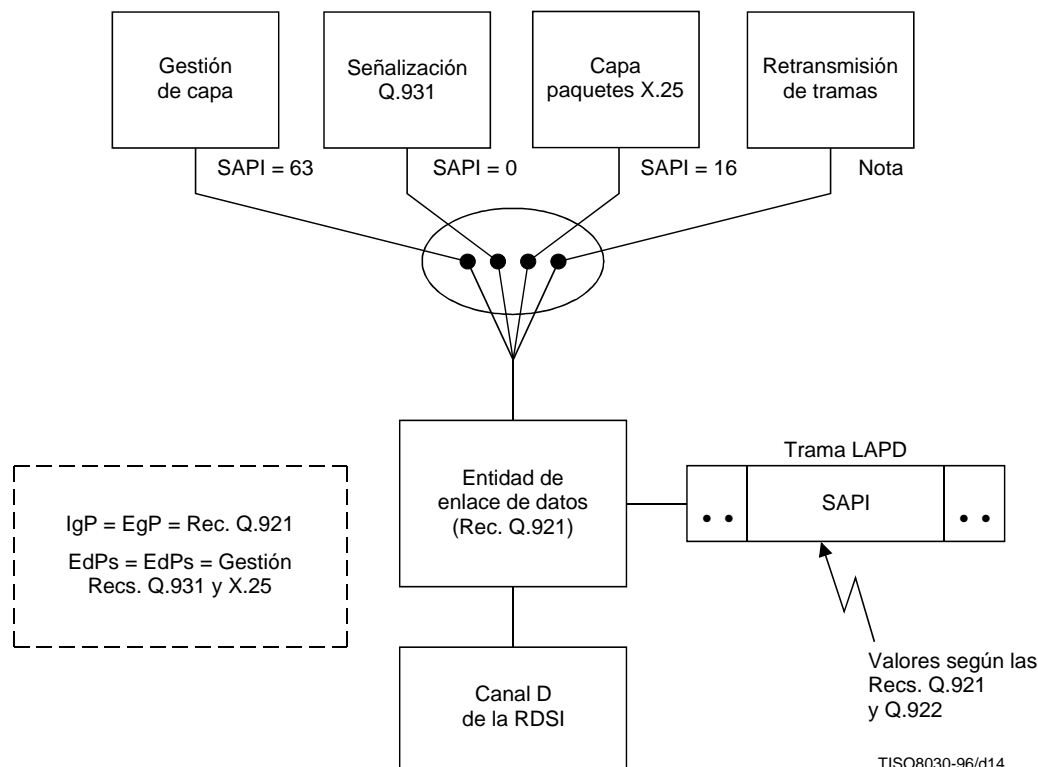 Gestión
de capa
Señalización
Q.931
Capa
paquetes X.25
Retransmisión
de tramas
SAPI = 63
SAPI = 0
SAPI = 16
Nota
Entidad de
enlace de datos
(Rec. Q.921)
Trama LAPD
SAPI
IgP = EgP = Rec. Q.921
EdPs = EdPs = Gestión
Recs. Q.931 y X.25
Valores según las
Recs. Q.921
y Q.922
Canal D
de la RDSI
TISO8030-96/d14